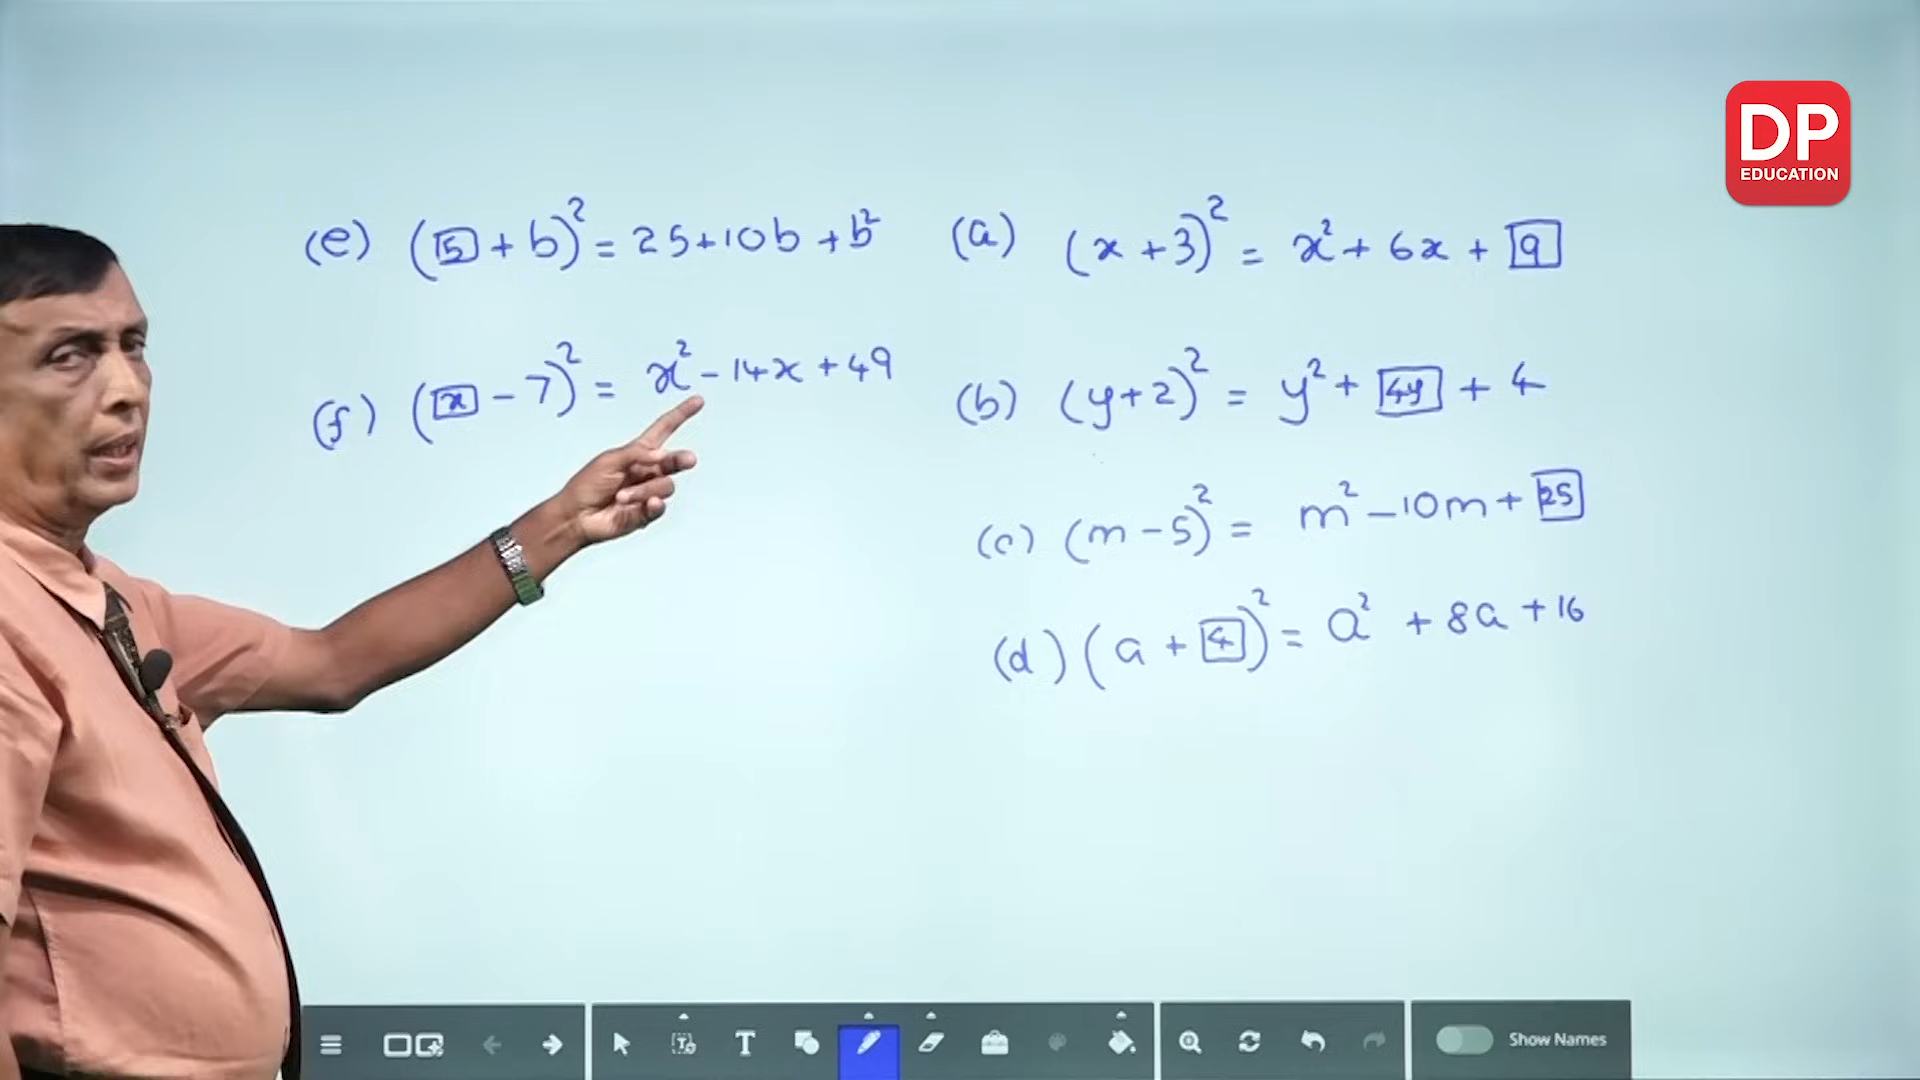 DP
EDUCATION
(e) (5 + b)² = 25 + 10b + b²
(f) (x - 7)² = x² - 14x + 49
(a) (x + 3)² = x² + 6x + 9
(b) (y + 2)² = y² + 4y + 4
(c) (m - 5)² = m² - 10m + 25
(d) (a + 4)² = a² + 8a + 16
T
Show Names